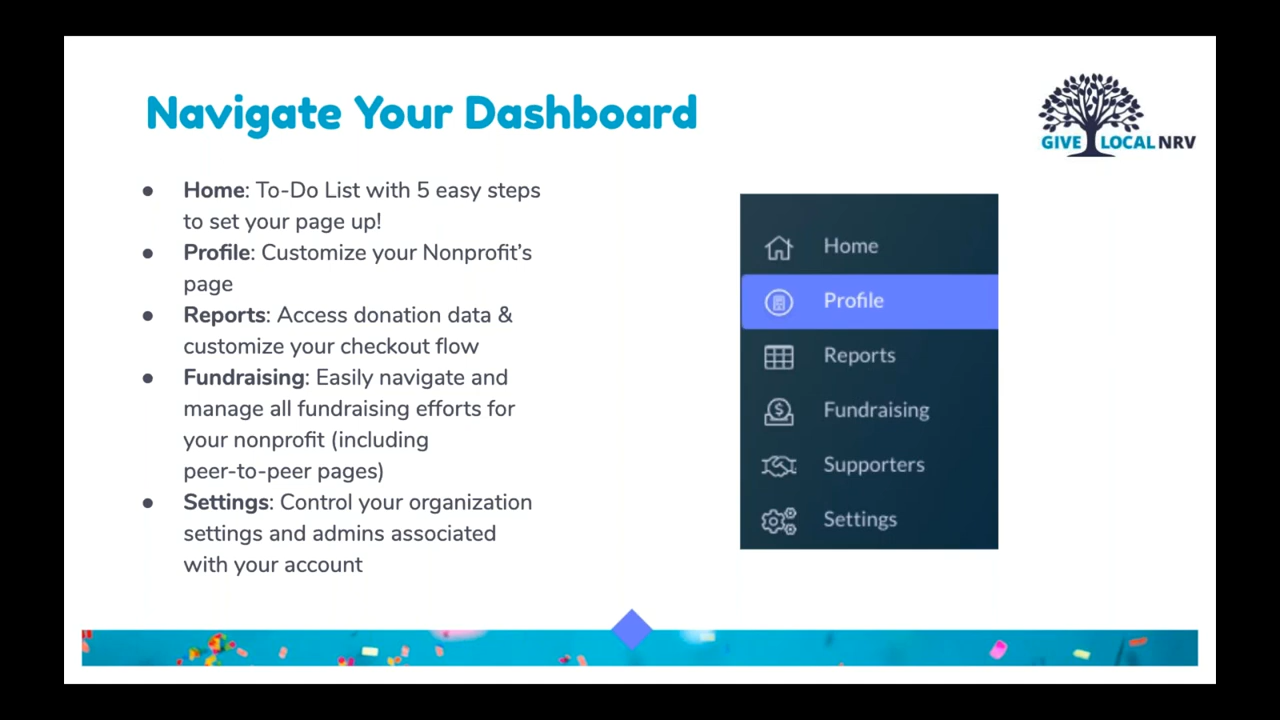 Navigate Your Dashboard
GIVE LOCAL NRV
● Home: To-Do List with 5 easy steps
to set your page up!
● Profile: Customize your Nonprofit’s
page
● Reports: Access donation data &
customize your checkout flow
● Fundraising: Easily navigate and
manage all fundraising efforts for
your nonprofit (including
peer-to-peer pages)
● Settings: Control your organization
settings and admins associated
with your account
Home
Profile
Reports
Fundraising
Supporters
Settings